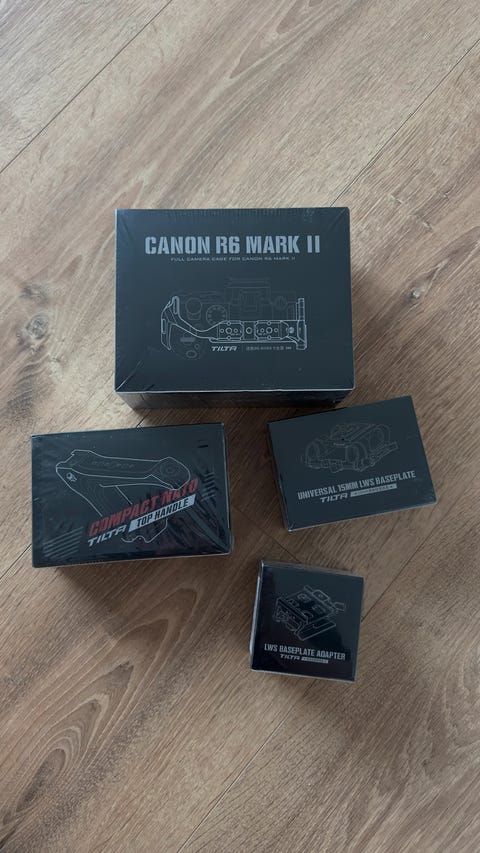 CANON R6 MARK II
FULL CAMERA CAGE FOR CANON R6 MARK II
TILTA
COMPACT NATO
TILTA TOP HANDLE
UNIVERSAL 15MM LWS BASEPLATE
TILTA
LWS BASEPLATE ADAPTER
TILTA